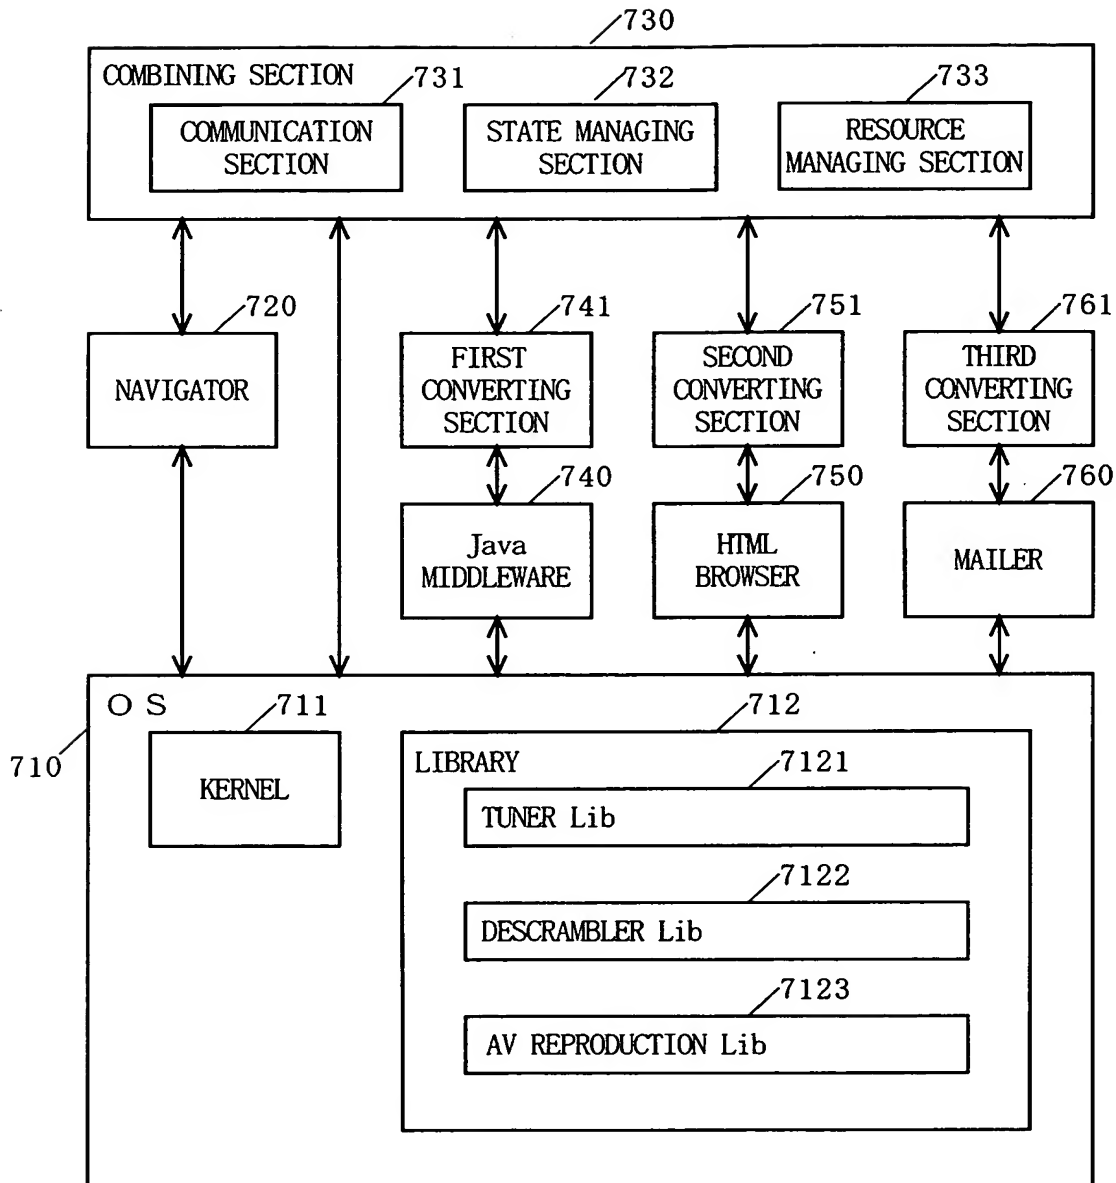 730
COMBINING SECTION
731
732
733
COMMUNICATION
SECTION
STATE MANAGING
SECTION
RESOURCE
MANAGING SECTION
720
741
751
761
NAVIGATOR
FIRST
CONVERTING
SECTION
SECOND
CONVERTING
SECTION
THIRD
CONVERTING
SECTION
740
750
760
Java
MIDDLEWARE
HTML
BROWSER
MAILER
OS
711
712
710
KERNEL
LIBRARY
7121
TUNER Lib
7122
DESCRAMBLER Lib
7123
AV REPRODUCTION Lib